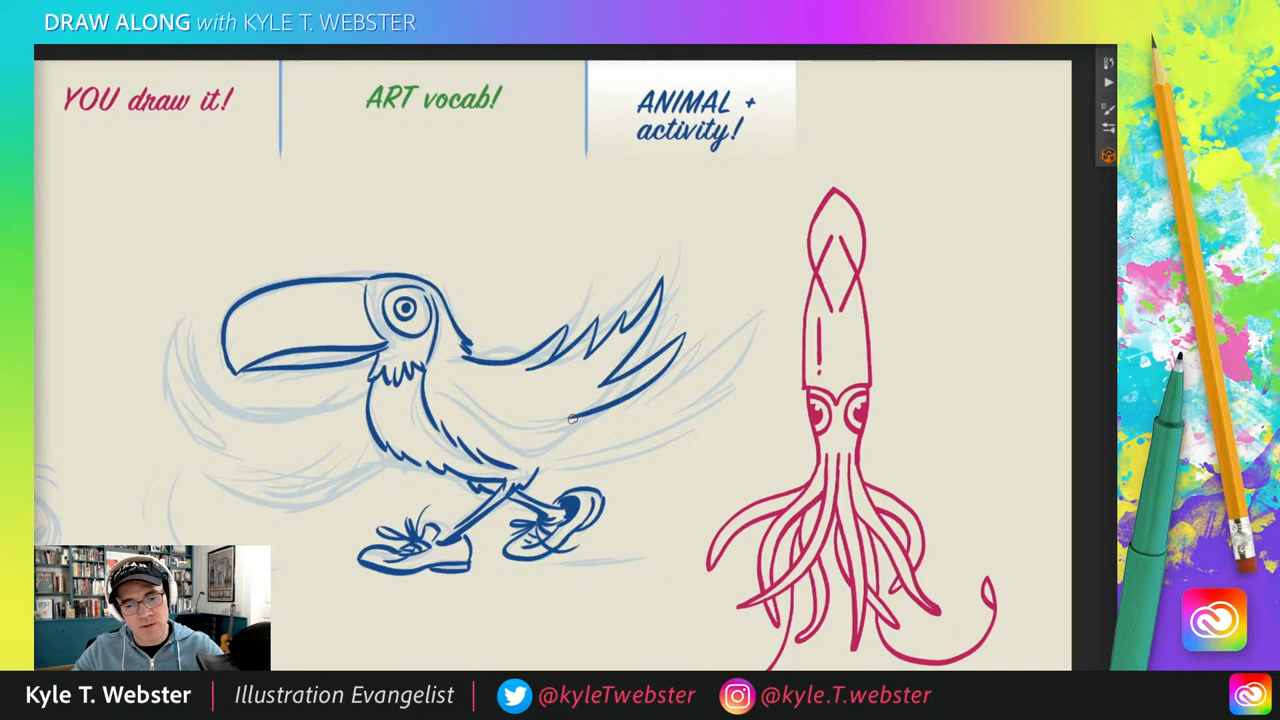 DRAW ALONG with KYLE T. WEBSTER
YOU draw it!
ART vocab!
ANIMAL +
activity!
Kyle T. Webster | Illustration Evangelist | @kyleTwebster @kyle.T.webster